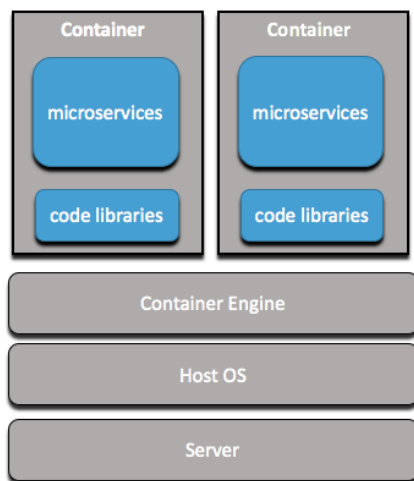 Container
Container
microservices
microservices
code libraries
code libraries
Container Engine
Host OS
Server